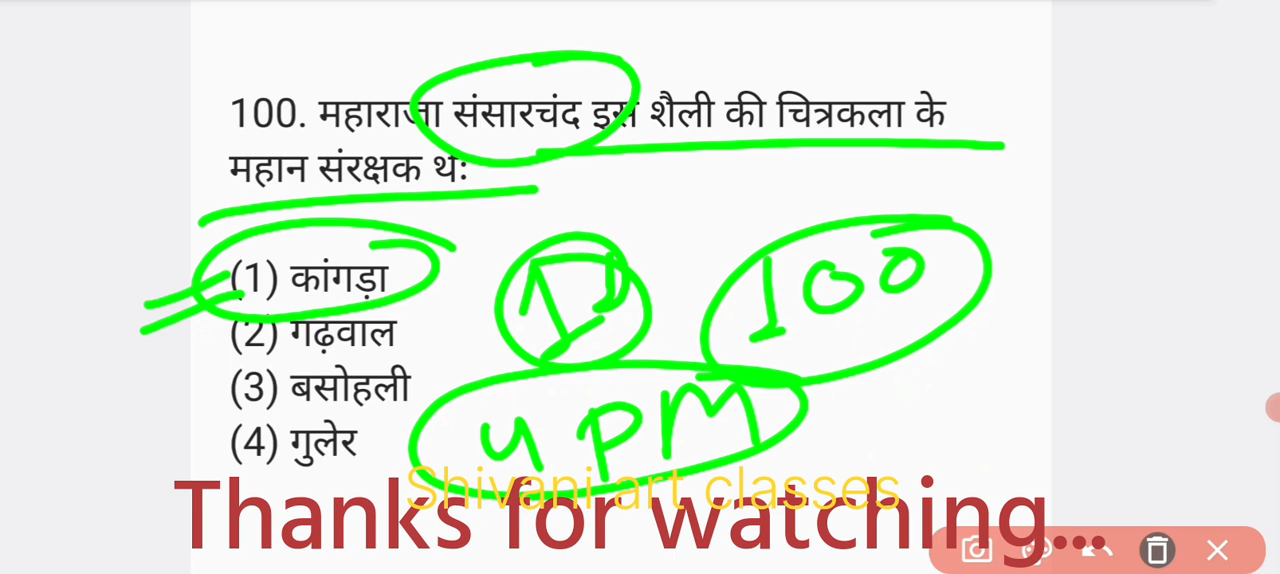 100. महाराजा संसारचंद इस शैली की चित्रकला के
महान संरक्षक थेः
(1) कांगड़ा
(2) गढ़वाल
(3) बसोहली
(4) गुलेर
100
4 pm
Shivani art classes
Thanks for watching...